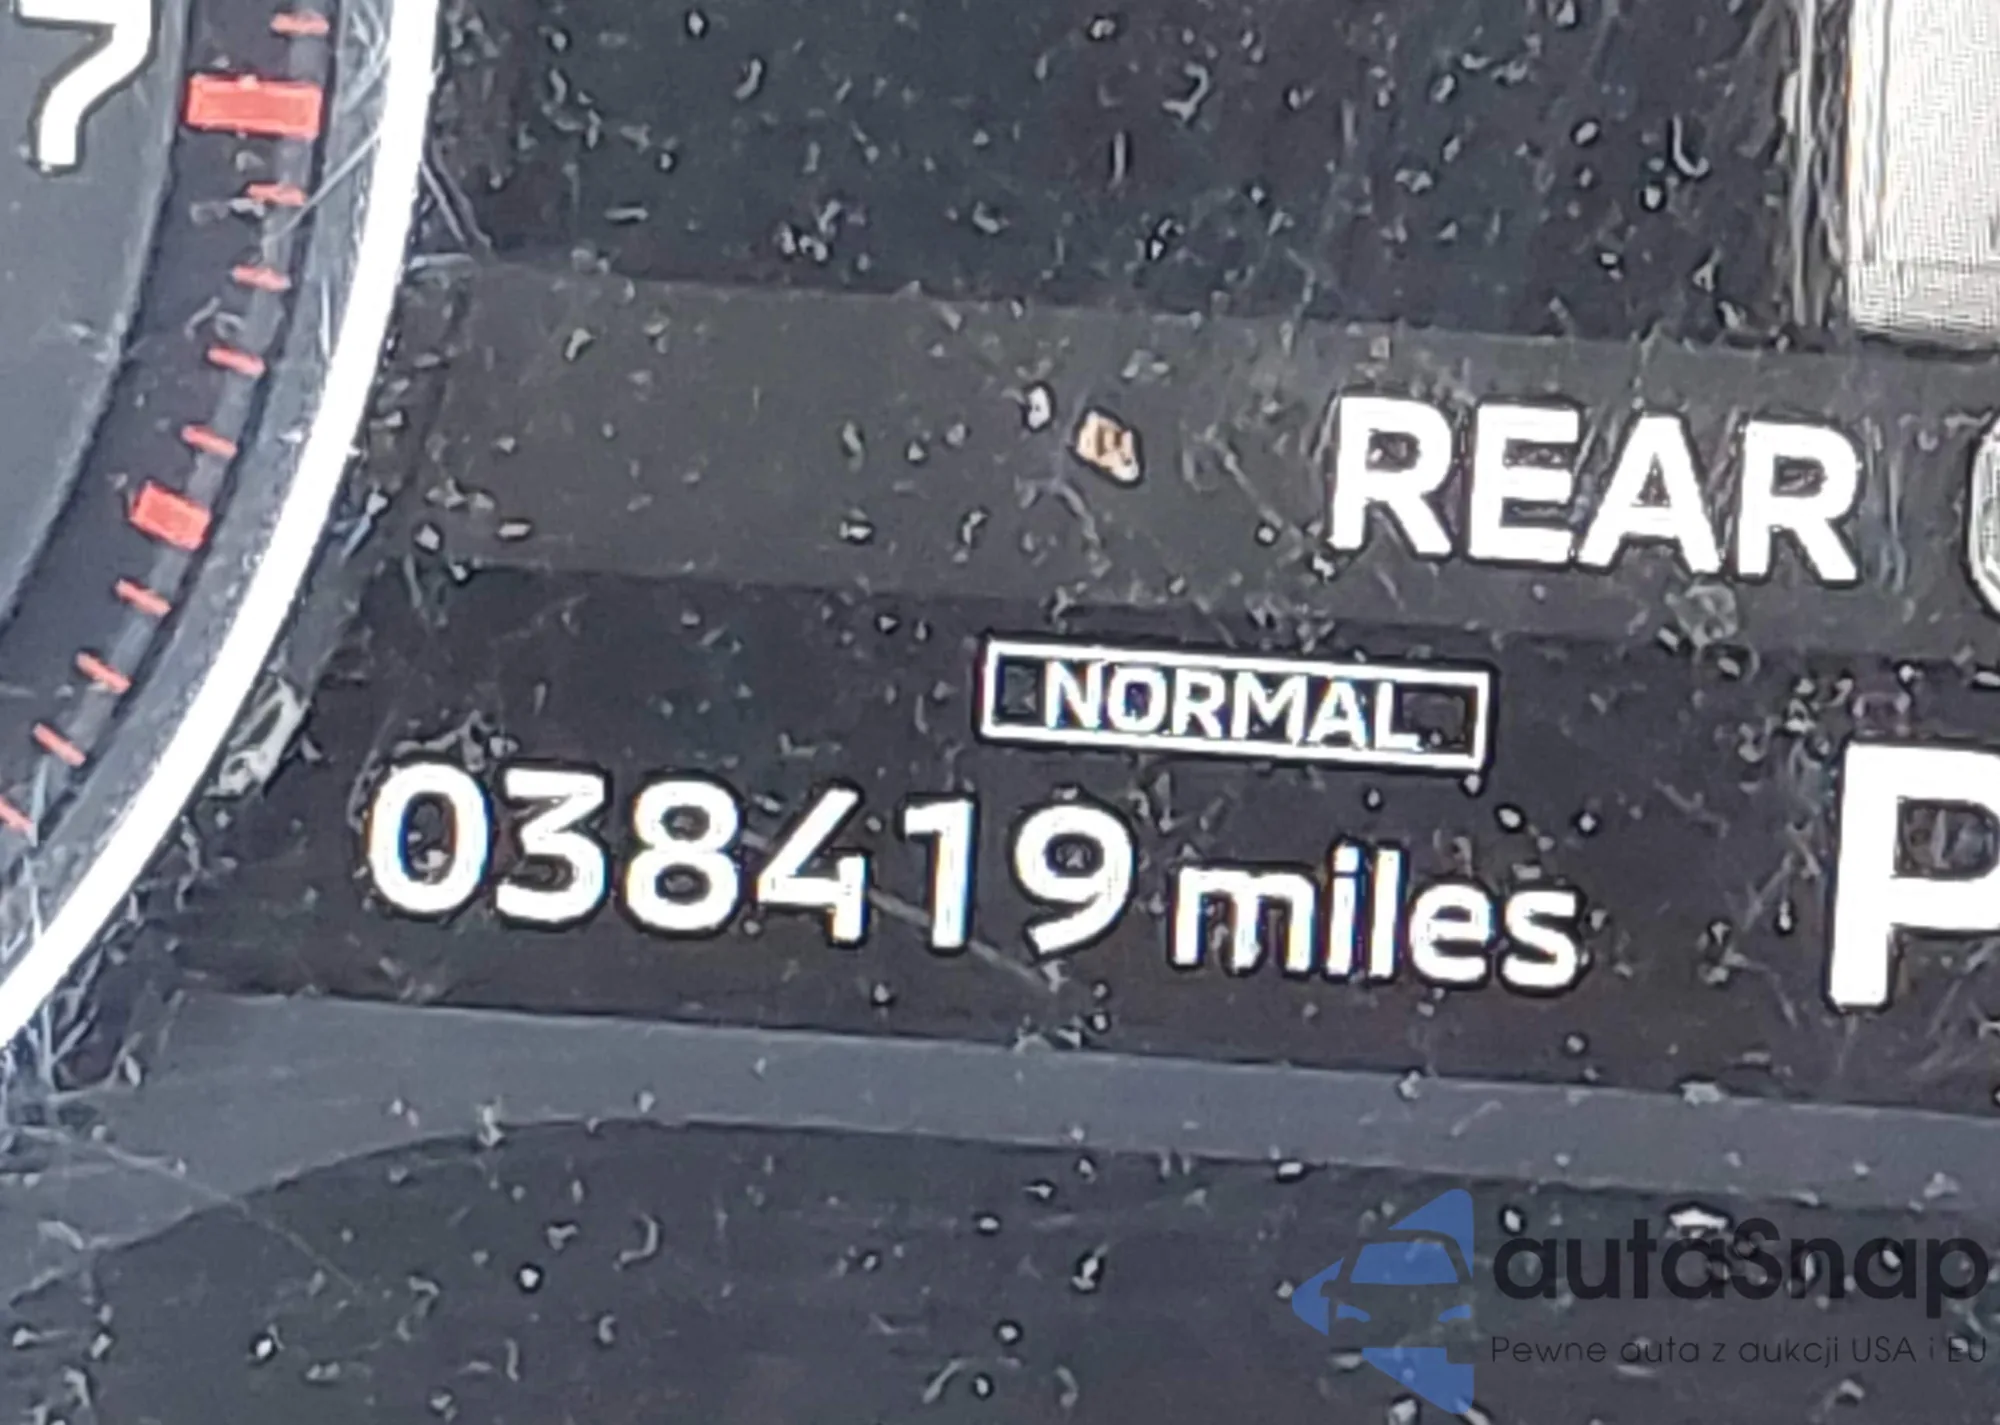 7
REAR
NORMAL
038419 miles
P
autaSnap
Pewne auta z aukcji USA i EU